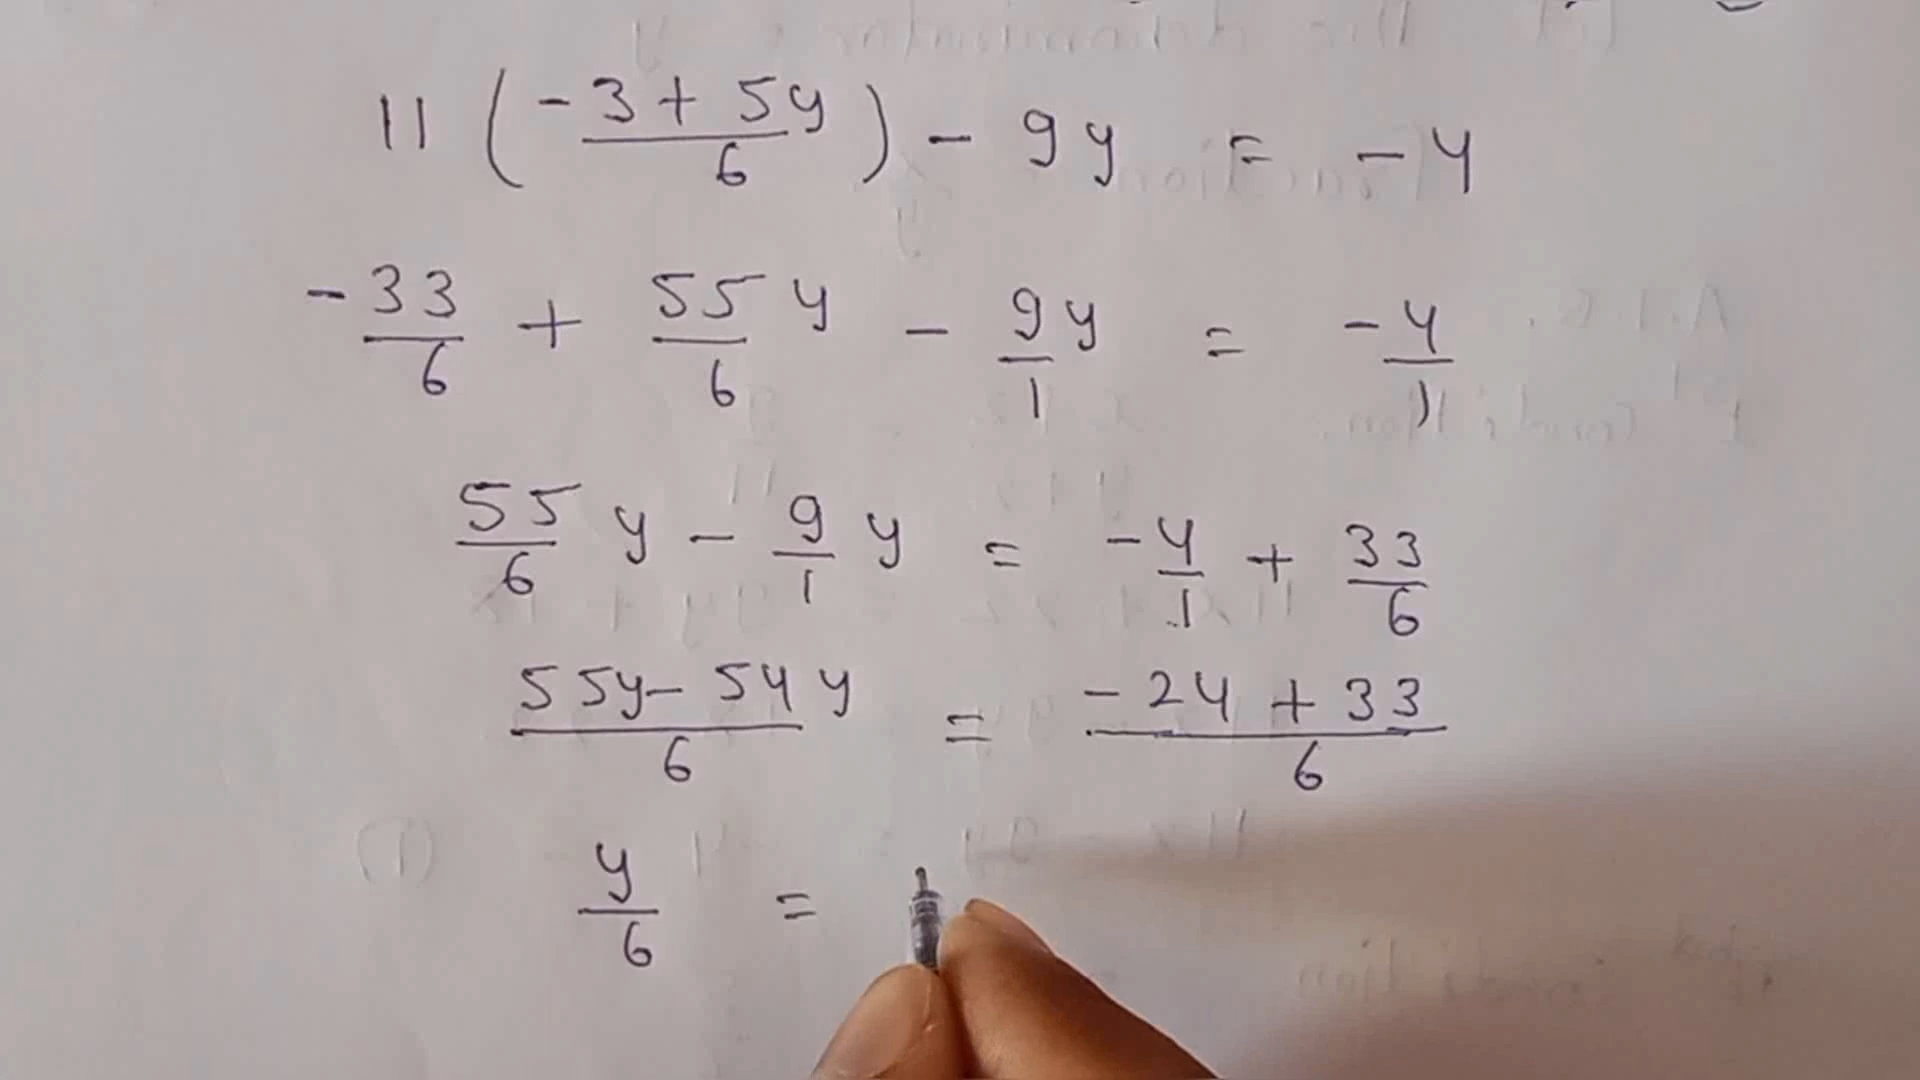 11 ( (-3 + 5y)/6 ) - 9y = -4
-33/6 + 55/6 y - 9/1 y = -4/1
55/6 y - 9/1 y = -4/1 + 33/6
(55y - 54y)/6 = (-24 + 33)/6
y/6 =